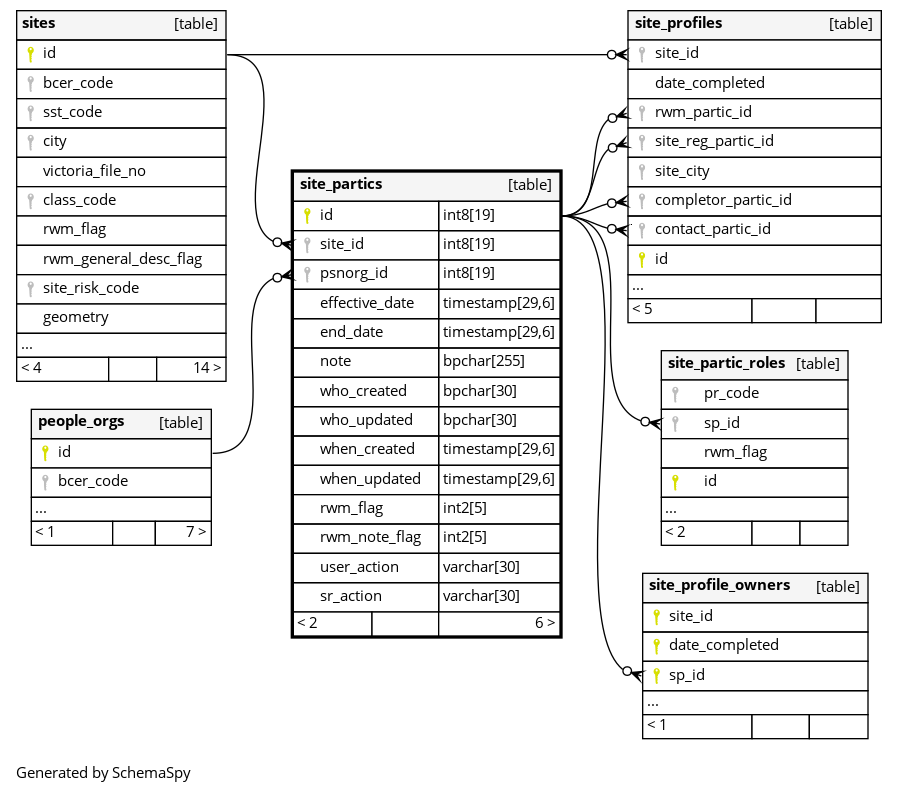 sites [table]
id
bcer_code
sst_code
city
victoria_file_no
class_code
rwm_flag
rwm_general_desc_flag
site_risk_code
geometry
...
< 4 14 >
people_orgs [table]
id
bcer_code
...
< 1 7 >
site_partics [table]
id int8[19]
site_id int8[19]
psnorg_id int8[19]
effective_date timestamp[29,6]
end_date timestamp[29,6]
note bpchar[255]
who_created bpchar[30]
who_updated bpchar[30]
when_created timestamp[29,6]
when_updated timestamp[29,6]
rwm_flag int2[5]
rwm_note_flag int2[5]
user_action varchar[30]
sr_action varchar[30]
< 2 6 >
site_profiles [table]
site_id
date_completed
rwm_partic_id
site_reg_partic_id
site_city
completor_partic_id
contact_partic_id
id
...
< 5
site_partic_roles [table]
pr_code
sp_id
rwm_flag
id
...
< 2
site_profile_owners [table]
site_id
date_completed
sp_id
...
< 1
Generated by SchemaSpy